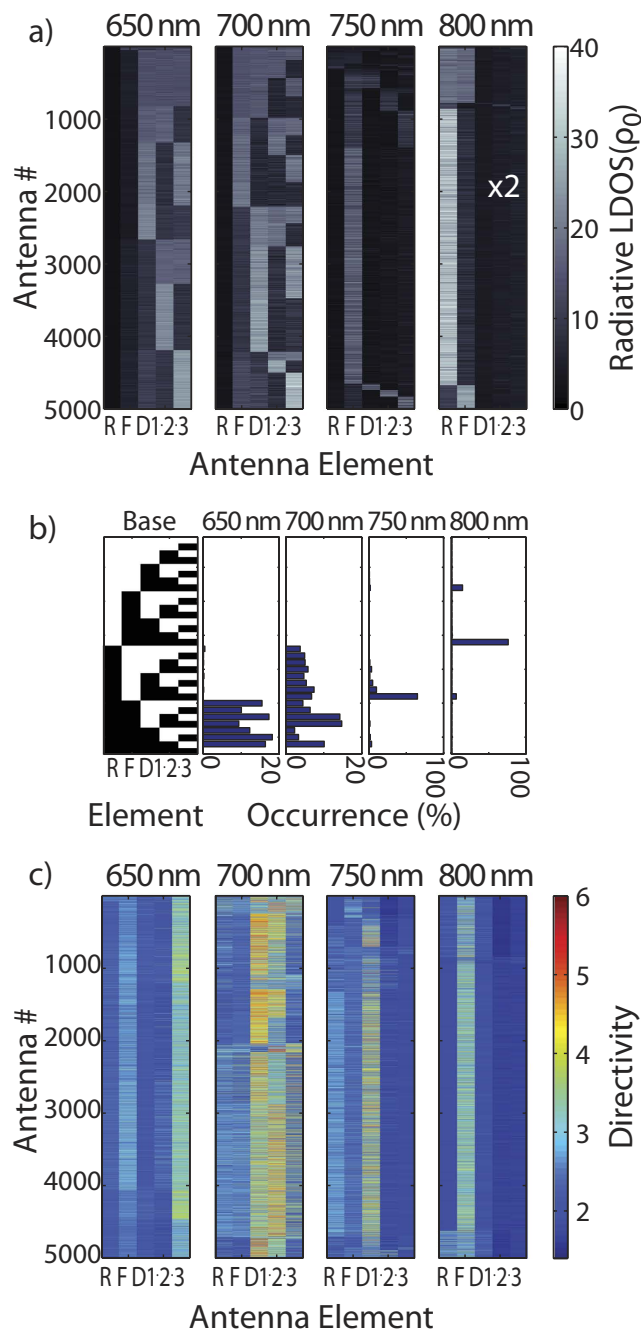 a)
650 nm 700 nm 750 nm 800 nm
40
30
20
10
0
Radiative LDOS(ρ0)
1000
2000
3000
4000
5000
Antenna #
x2
R F D1·2·3 R F D1·2·3 R F D1·2·3 R F D1·2·3
Antenna Element
b)
Base 650 nm 700 nm 750 nm 800 nm
R F D1·2·3
0 20 0 20 0 100 0 100
Element Occurrence (%)
c)
650 nm 700 nm 750 nm 800 nm
6
5
4
3
2
Directivity
1000
2000
3000
4000
5000
Antenna #
R F D1·2·3 R F D1·2·3 R F D1·2·3 R F D1·2·3
Antenna Element